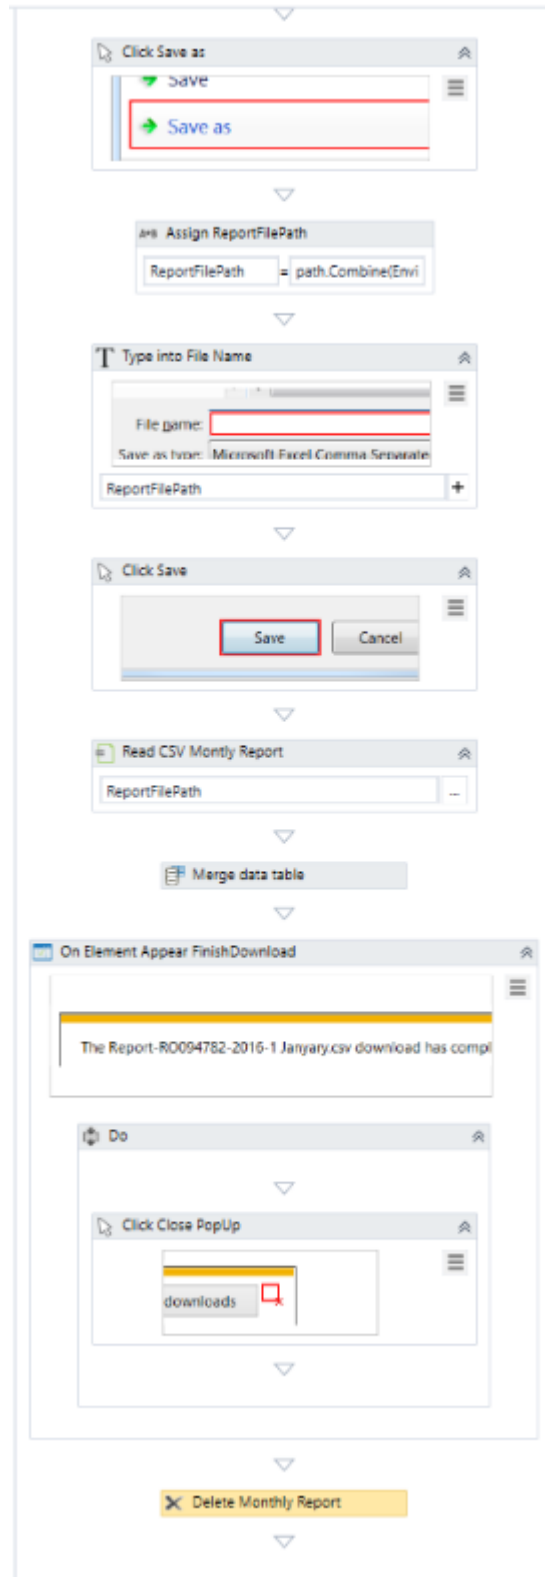 Click Save as
Save
Save as
A+B Assign ReportFilePath
ReportFilePath = path.Combine(Envi
T Type into File Name
File name:
Save as type: Microsoft Excel Comma Separate
ReportFilePath +
Click Save
Save Cancel
Read CSV Montly Report
ReportFilePath ...
Merge data table
On Element Appear FinishDownload
The Report-RO094782-2016-1 Janyary.csv download has compl
Do
Click Close PopUp
downloads x
Delete Monthly Report